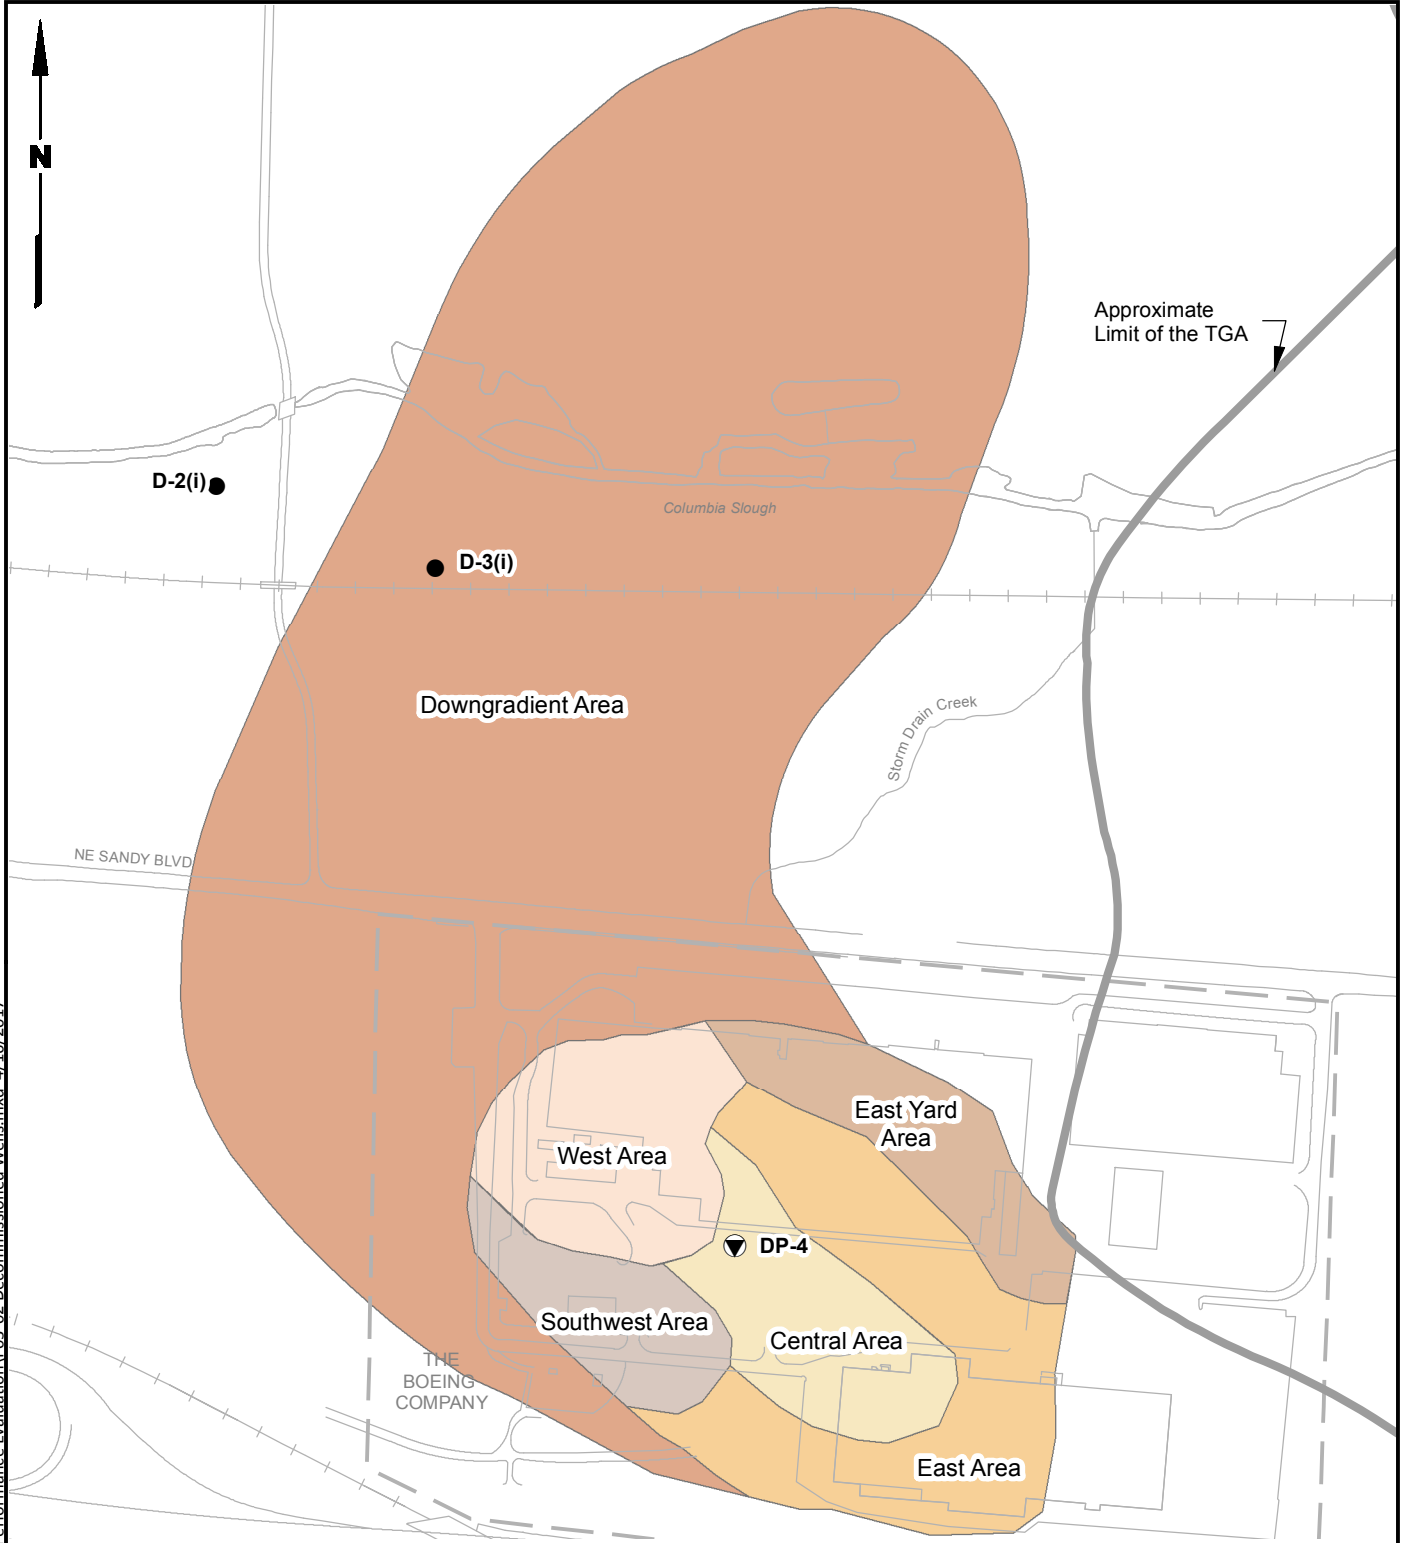 N
Approximate
Limit of the TGA
D-2(i)
Columbia Slough
D-3(i)
Downgradient Area
Storm Drain Creek
NE SANDY BLVD
East Yard
Area
West Area
DP-4
Southwest Area
Central Area
THE
BOEING
COMPANY
East Area